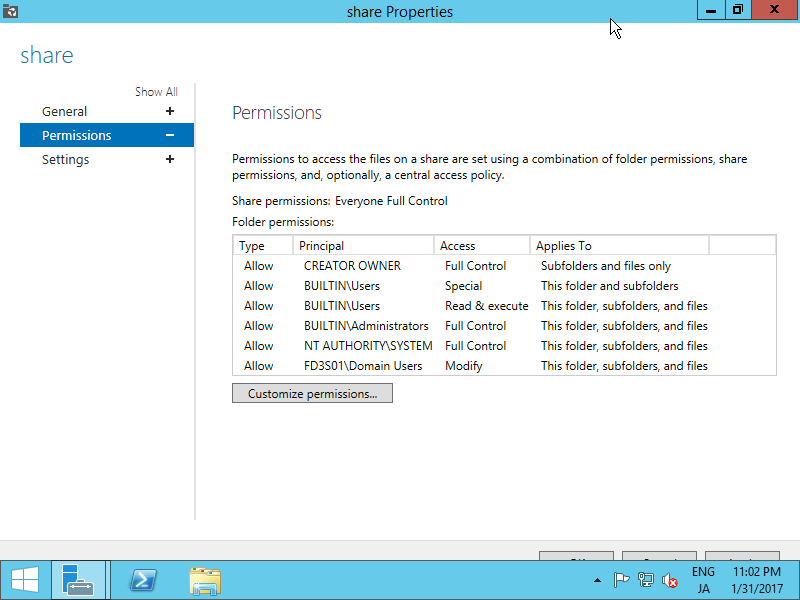 share Properties
share
Show All
General +
Permissions −
Settings +
Permissions
Permissions to access the files on a share are set using a combination of folder permissions, share
permissions, and, optionally, a central access policy.
Share permissions: Everyone Full Control
Folder permissions:
Type Principal Access Applies To
Allow CREATOR OWNER Full Control Subfolders and files only
Allow BUILTIN\Users Special This folder and subfolders
Allow BUILTIN\Users Read & execute This folder, subfolders, and files
Allow BUILTIN\Administrators Full Control This folder, subfolders, and files
Allow NT AUTHORITY\SYSTEM Full Control This folder, subfolders, and files
Allow FD3S01\Domain Users Modify This folder, subfolders, and files
Customize permissions...
ENG 11:02 PM
JA 1/31/2017